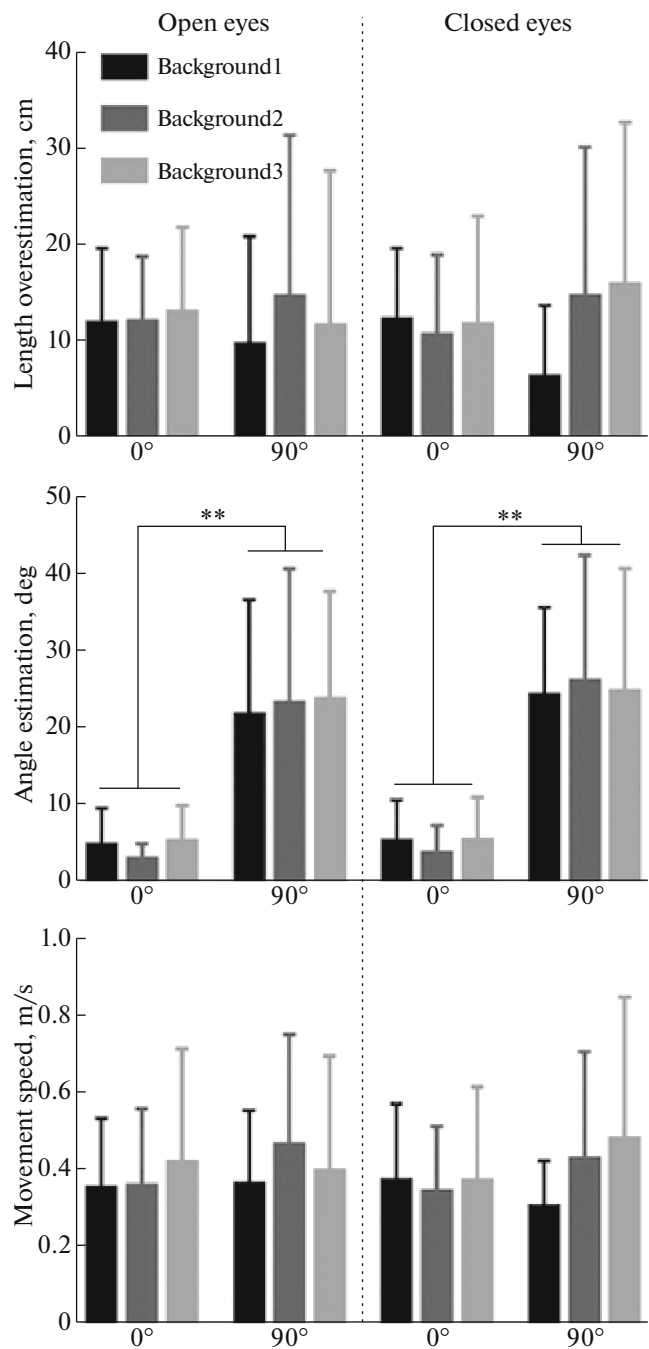 Open eyes Closed eyes
40
Background1
Background2
Background3
30
20
10
0
Length overestimation, cm
0° 90° 0° 90°
50
** **
40
30
20
10
0
Angle estimation, deg
0° 90° 0° 90°
1.0
0.8
0.6
0.4
0.2
0
Movement speed, m/s
0° 90° 0° 90°